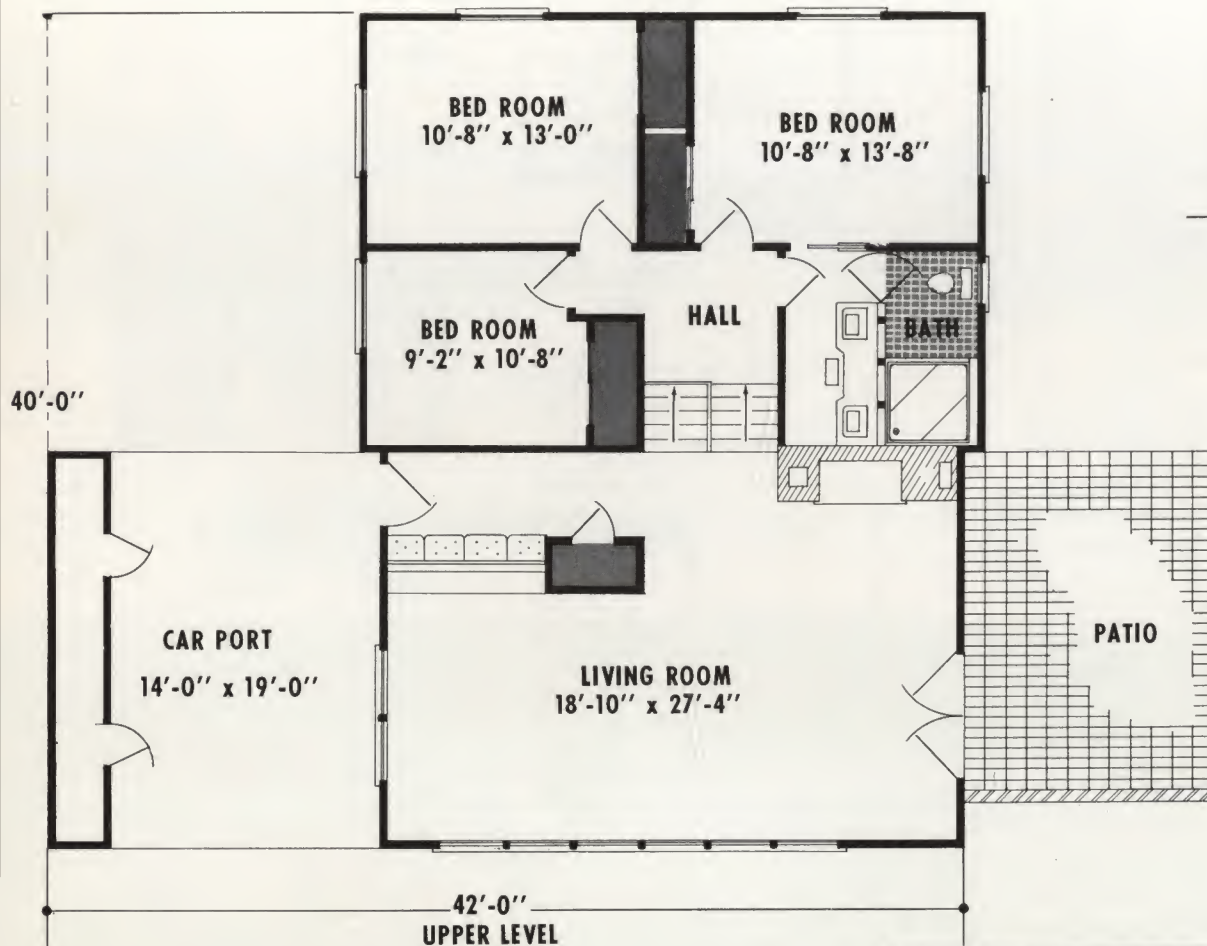 BED ROOM
10'-8'' x 13'-0''
BED ROOM
10'-8'' x 13'-8''
BED ROOM
9'-2'' x 10'-8''
HALL
BATH
40'-0''
CAR PORT
14'-0'' x 19'-0''
LIVING ROOM
18'-10'' x 27'-4''
PATIO
42'-0''
UPPER LEVEL